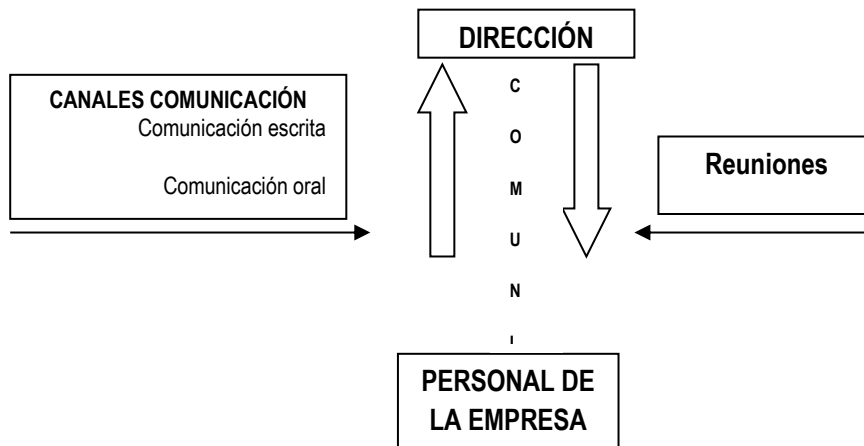 DIRECCIÓN
CANALES COMUNICACIÓN
Comunicación escrita
Comunicación oral
C
O
M
U
N
Reuniones
PERSONAL DE
LA EMPRESA